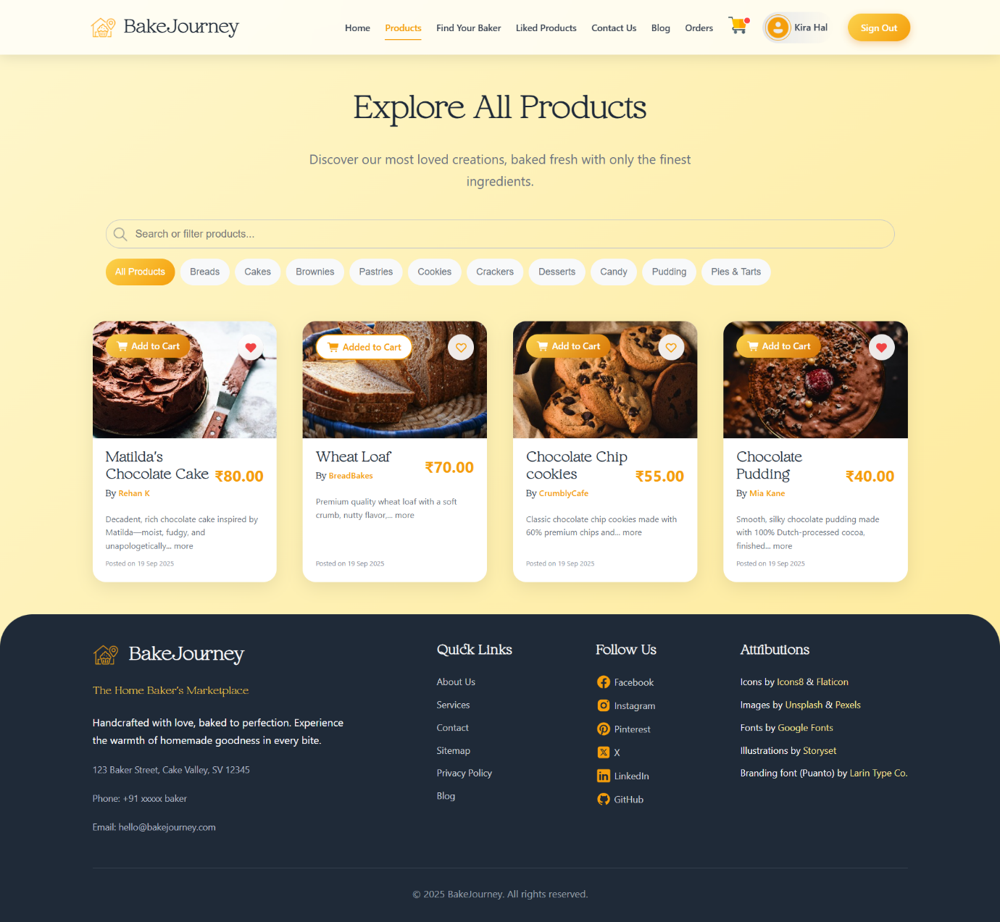 BakeJourney
Home Products Find Your Baker Liked Products Contact Us Blog Orders Kira Hal Sign Out
Explore All Products
Discover our most loved creations, baked fresh with only the finest
ingredients.
Search or filter products...
All Products Breads Cakes Brownies Pastries Cookies Crackers Desserts Candy Pudding Pies & Tarts
Add to Cart
Matilda's
Chocolate Cake ₹80.00
By Rehan K
Decadent, rich chocolate cake inspired by
Matilda—moist, fudgy, and
unapologetically... more
Posted on 19 Sep 2025
Added to Cart
Wheat Loaf ₹70.00
By BreadBakes
Premium quality wheat loaf with a soft
crumb, nutty flavor,... more
Posted on 19 Sep 2025
Add to Cart
Chocolate Chip
cookies ₹55.00
By CrumblyCafe
Classic chocolate chip cookies made with
60% premium chips and... more
Posted on 19 Sep 2025
Add to Cart
Chocolate
Pudding ₹40.00
By Mia Kane
Smooth, silky chocolate pudding made
with 100% Dutch-processed cocoa,
finished... more
Posted on 19 Sep 2025
BakeJourney
The Home Baker's Marketplace
Handcrafted with love, baked to perfection. Experience
the warmth of homemade goodness in every bite.
123 Baker Street, Cake Valley, SV 12345
Phone: +91 xxxxx baker
Email: hello@bakejourney.com
Quick Links
About Us
Services
Contact
Sitemap
Privacy Policy
Blog
Follow Us
Facebook
Instagram
Pinterest
X
LinkedIn
GitHub
Attributions
Icons by Icons8 & Flaticon
Images by Unsplash & Pexels
Fonts by Google Fonts
Illustrations by Storyset
Branding font (Puanto) by Larin Type Co.
© 2025 BakeJourney. All rights reserved.